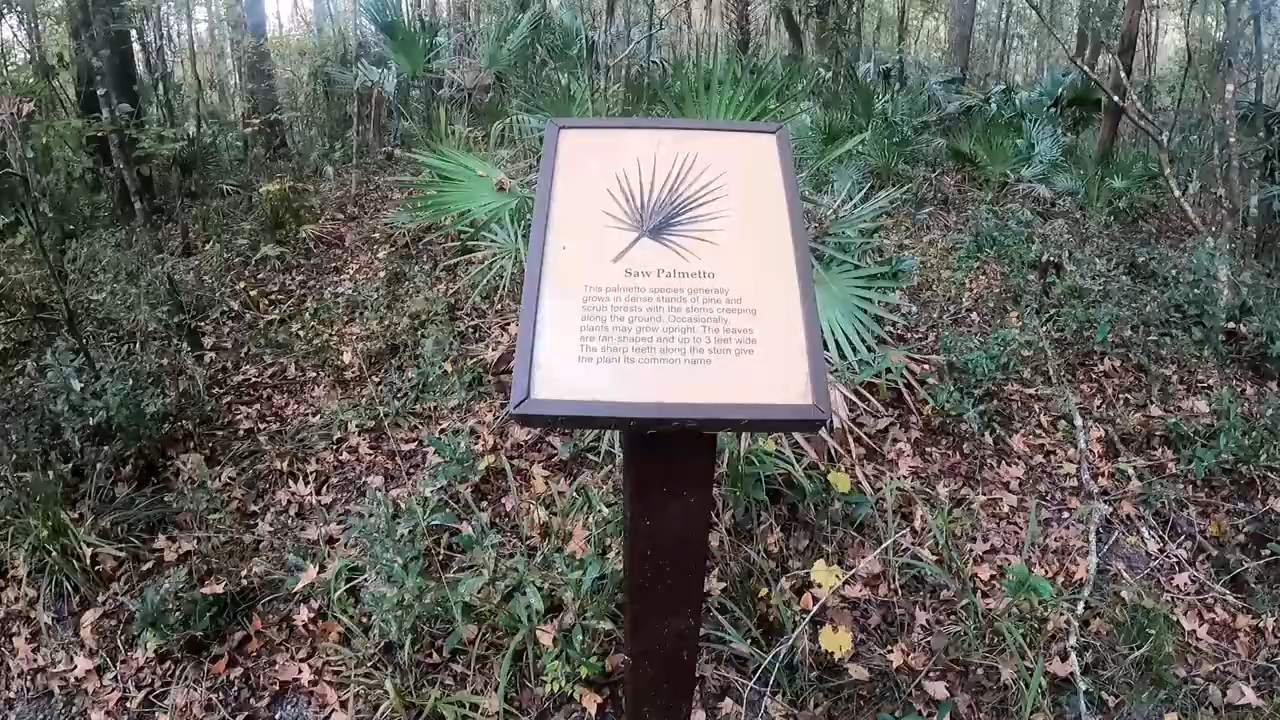 Saw Palmetto
This palmetto species generally
grows in dense stands of pine and
scrub forests with the stems creeping
along the ground. Occasionally,
plants may grow upright. The leaves
are fan-shaped and up to 3 feet wide.
The sharp teeth along the stem give
the plant its common name.